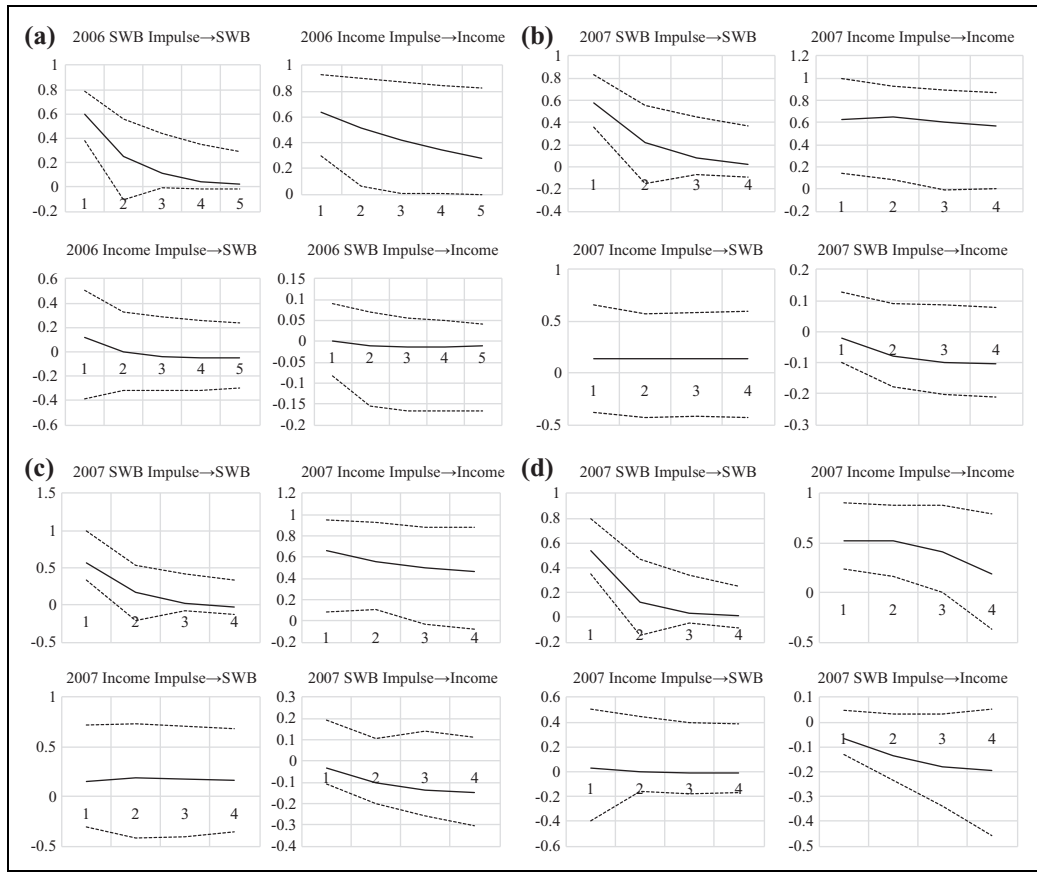 (a)
2006 SWB Impulse→SWB
1
0.8
0.6
0.4
0.2
0
-0.2
1 2 3 4 5
2006 Income Impulse→Income
1
0.8
0.6
0.4
0.2
0
1 2 3 4 5
2006 Income Impulse→SWB
0.6
0.4
0.2
0
-0.2
-0.4
-0.6
1 2 3 4 5
2006 SWB Impulse→Income
0.15
0.1
0.05
0
-0.05
-0.1
-0.15
-0.2
1 2 3 4 5
(b)
2007 SWB Impulse→SWB
1
0.8
0.6
0.4
0.2
0
-0.2
-0.4
1 2 3 4
2007 Income Impulse→Income
1.2
1
0.8
0.6
0.4
0.2
0
-0.2
1 2 3 4
2007 Income Impulse→SWB
1
0.5
0
-0.5
1 2 3 4
2007 SWB Impulse→Income
0.2
0.1
0
-0.1
-0.2
-0.3
1 2 3 4
(c)
2007 SWB Impulse→SWB
1.5
1
0.5
0
-0.5
1 2 3 4
2007 Income Impulse→Income
1.2
1
0.8
0.6
0.4
0.2
0
-0.2
1 2 3 4
2007 Income Impulse→SWB
1
0.5
0
-0.5
1 2 3 4
2007 SWB Impulse→Income
0.3
0.2
0.1
0
-0.1
-0.2
-0.3
-0.4
1 2 3 4
(d)
2007 SWB Impulse→SWB
1
0.8
0.6
0.4
0.2
0
-0.2
1 2 3 4
2007 Income Impulse→Income
1
0.5
0
-0.5
1 2 3 4
2007 Income Impulse→SWB
0.6
0.4
0.2
0
-0.2
-0.4
-0.6
1 2 3 4
2007 SWB Impulse→Income
0.1
0
-0.1
-0.2
-0.3
-0.4
-0.5
1 2 3 4